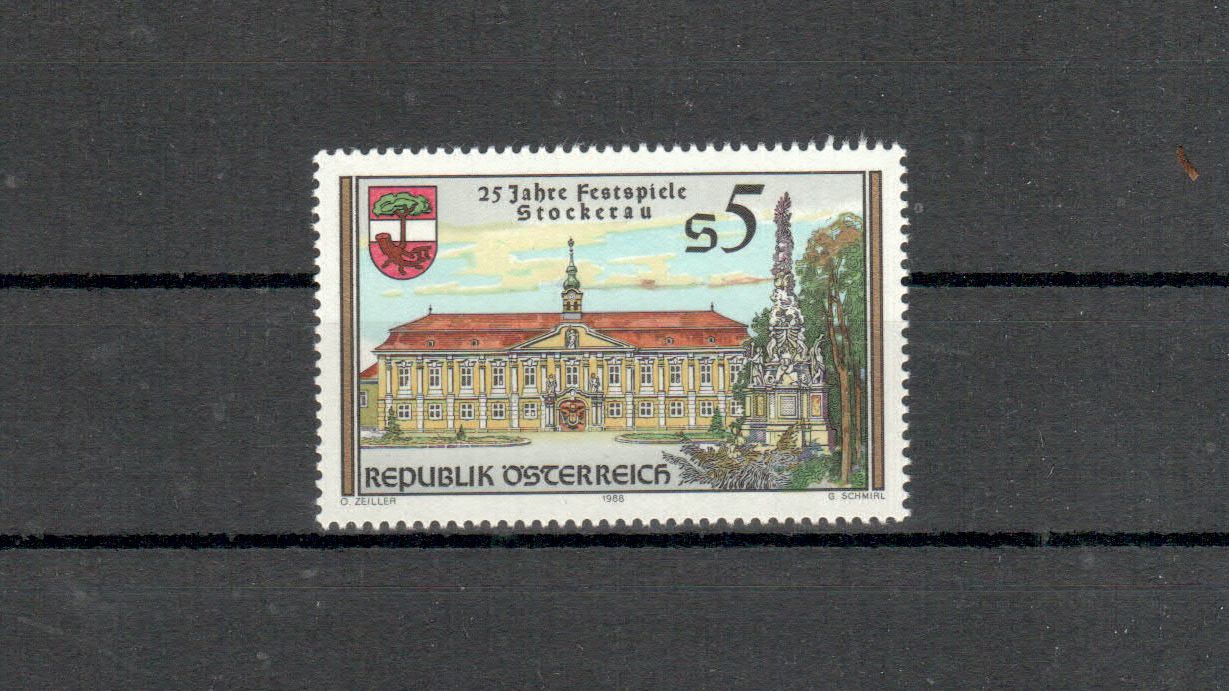 25 Jahre Festspiele
Stockerau
S5
REPUBLIK ÖSTERREICH
O. ZEILLER 1988 G. SCHMIRL